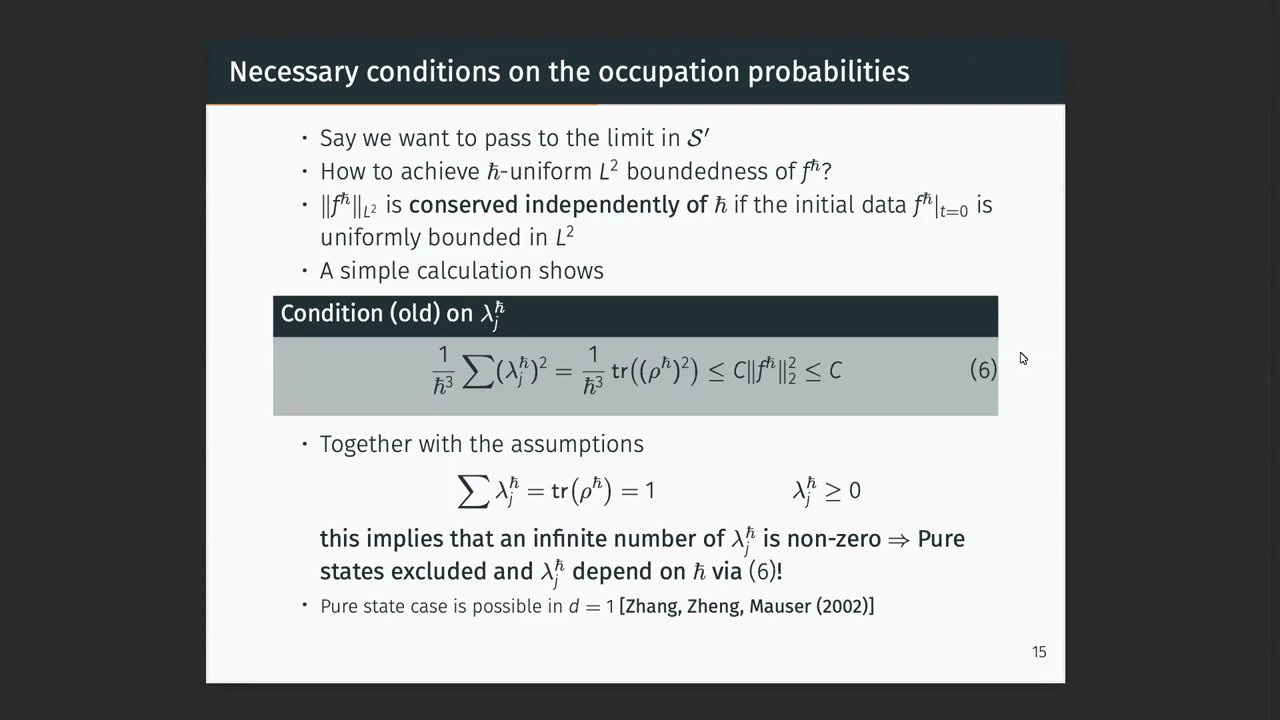 Necessary conditions on the occupation probabilities
• Say we want to pass to the limit in 𝒮′
• How to achieve ℏ-uniform L² boundedness of f^ℏ?
• ‖f^ℏ‖_{L²} is conserved independently of ℏ if the initial data f^ℏ|_{t=0} is
uniformly bounded in L²
• A simple calculation shows
Condition (old) on λ_j^ℏ
1/ℏ³ ∑(λ_j^ℏ)² = 1/ℏ³ tr((ρ^ℏ)²) ≤ C‖f^ℏ‖₂² ≤ C (6)
• Together with the assumptions
∑ λ_j^ℏ = tr(ρ^ℏ) = 1 λ_j^ℏ ≥ 0
this implies that an infinite number of λ_j^ℏ is non-zero ⇒ Pure
states excluded and λ_j^ℏ depend on ℏ via (6)!
• Pure state case is possible in d = 1 [Zhang, Zheng, Mauser (2002)]
15